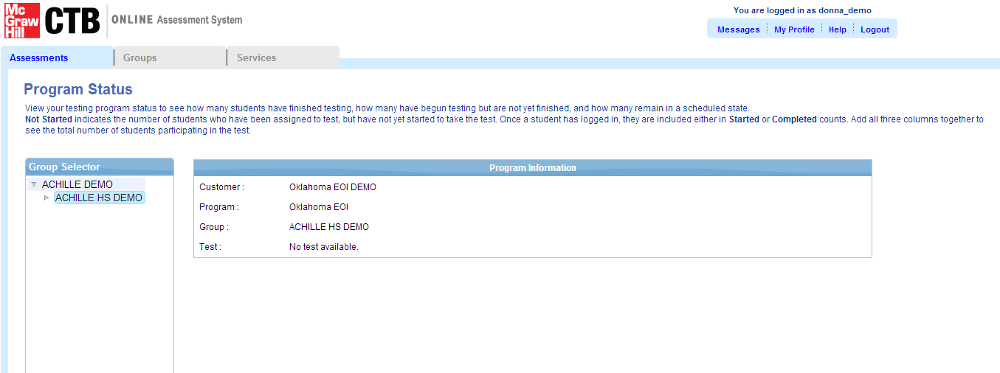 Mc
Graw
Hill
CTB
ONLINE Assessment System
You are logged in as donna_demo
Messages My Profile Help Logout
Assessments Groups Services
Program Status
View your testing program status to see how many students have finished testing, how many have begun testing but are not yet finished, and how many remain in a scheduled state.
Not Started indicates the number of students who have been assigned to test, but have not yet started to take the test. Once a student has logged in, they are included either in Started or Completed counts. Add all three columns together to
see the total number of students participating in the test.
Group Selector
ACHILLE DEMO
ACHILLE HS DEMO
Program Information
Customer : Oklahoma EOI DEMO
Program : Oklahoma EOI
Group : ACHILLE HS DEMO
Test : No test available.